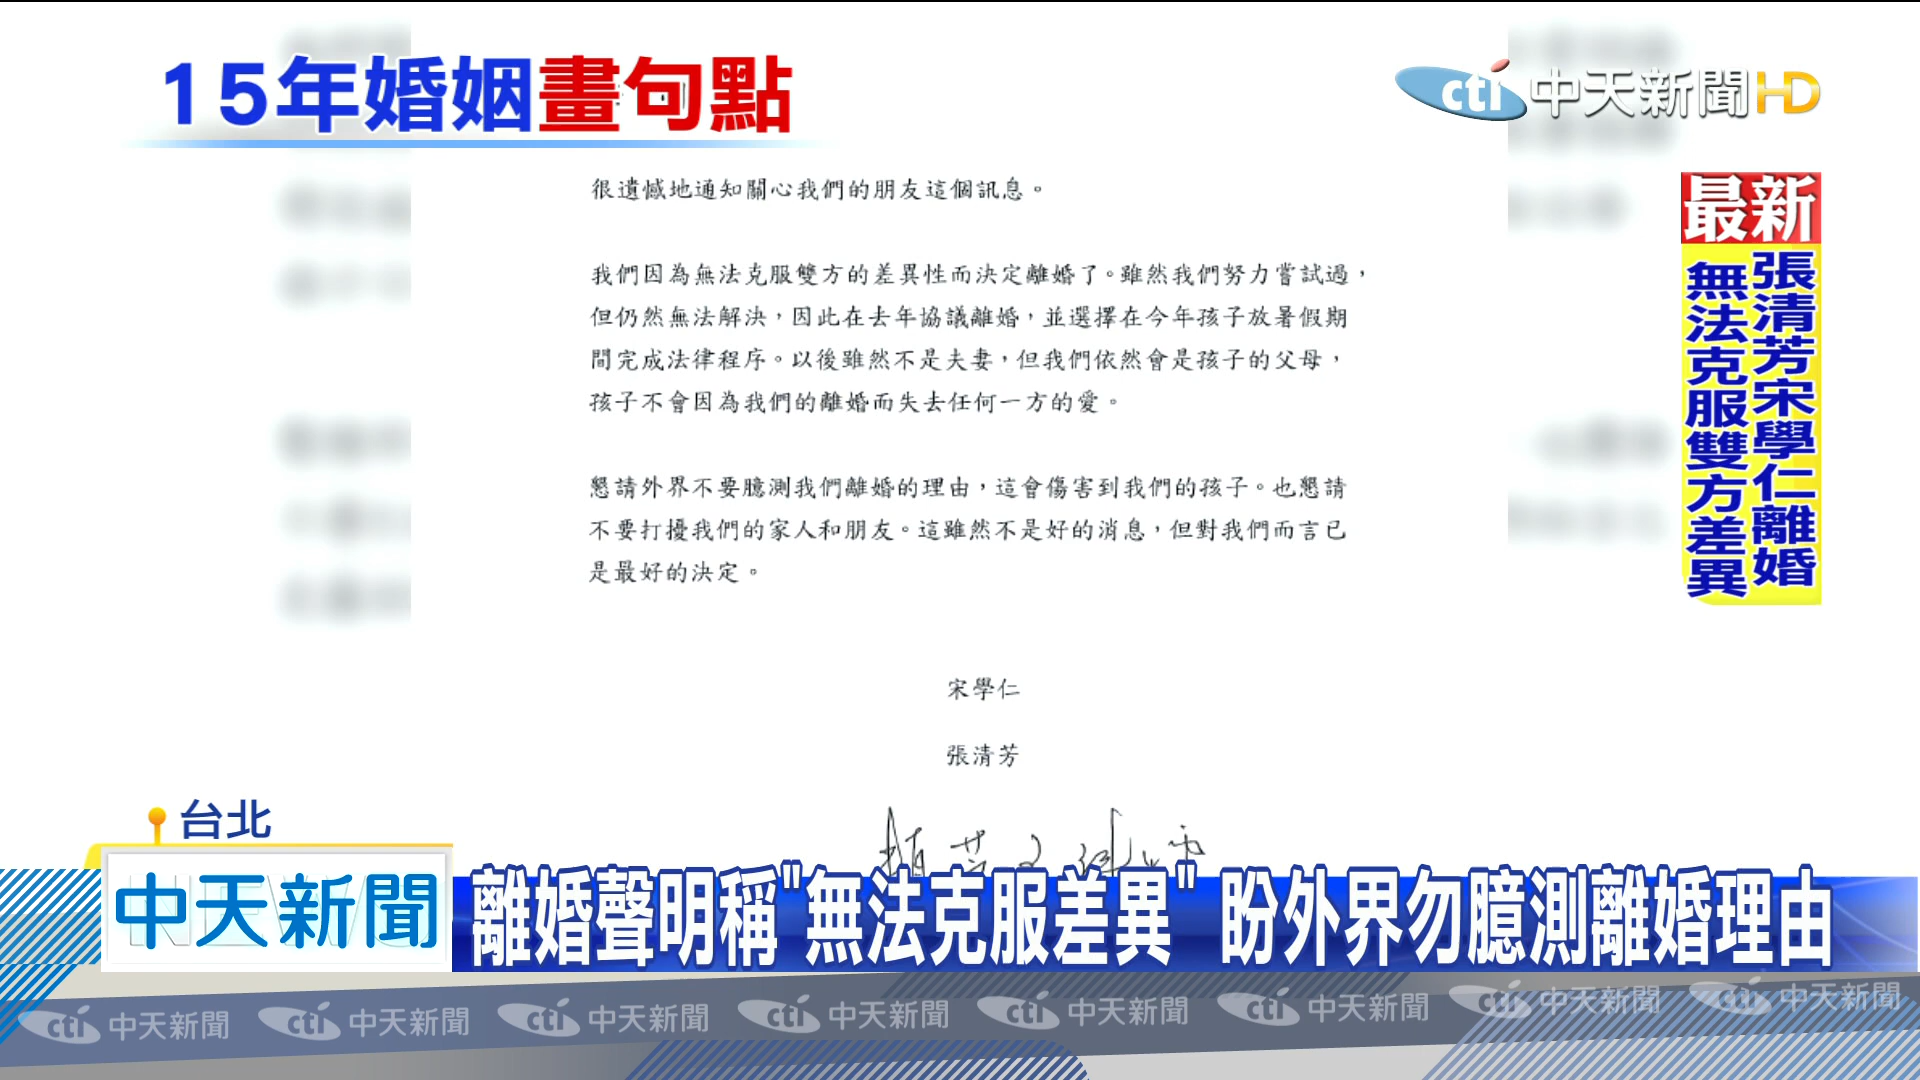 15年婚姻畫句點
cti 中天新聞HD
很遺憾地通知關心我們的朋友這個訊息。
我們因為無法克服雙方的差異性而決定離婚了。雖然我們努力嘗試過，
但仍然無法解決，因此在去年協議離婚，並選擇在今年孩子放暑假期
間完成法律程序。以後雖然不是夫妻，但我們依然會是孩子的父母，
孩子不會因為我們的離婚而失去任何一方的愛。
懇請外界不要臆測我們離婚的理由，這會傷害到我們的孩子。也懇請
不要打擾我們的家人和朋友。這雖然不是好的消息，但對我們而言已
是最好的決定。
宋學仁
張清芳
最新
張清芳宋學仁離婚
無法克服雙方差異
台北
中天新聞
離婚聲明稱"無法克服差異" 盼外界勿臆測離婚理由
cti 中天新聞 cti 中天新聞 cti 中天新聞 cti 中天新聞 cti 中天新聞 cti 中天新聞 cti 中天新聞 cti 中天新聞